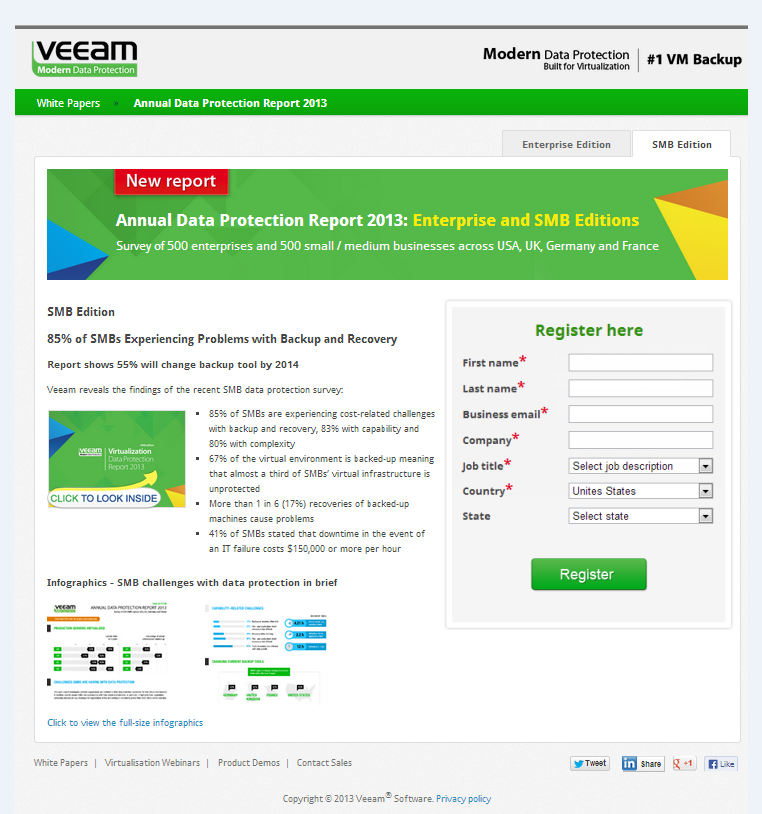 veeam
Modern Data Protection
Modern Data Protection
Built for Virtualization
#1 VM Backup
White Papers » Annual Data Protection Report 2013
Enterprise Edition
SMB Edition
New report
Annual Data Protection Report 2013: Enterprise and SMB Editions
Survey of 500 enterprises and 500 small / medium businesses across USA, UK, Germany and France
SMB Edition
85% of SMBs Experiencing Problems with Backup and Recovery
Report shows 55% will change backup tool by 2014
Veeam reveals the findings of the recent SMB data protection survey:
veeam
Virtualization
Data Protection
Report 2013
CLICK TO LOOK INSIDE
▪ 85% of SMBs are experiencing cost-related challenges
with backup and recovery, 83% with capability and
80% with complexity
▪ 67% of the virtual environment is backed-up meaning
that almost a third of SMBs' virtual infrastructure is
unprotected
▪ More than 1 in 6 (17%) recoveries of backed-up
machines cause problems
▪ 41% of SMBs stated that downtime in the event of
an IT failure costs $150,000 or more per hour
Infographics - SMB challenges with data protection in brief
veeam
ANNUAL DATA PROTECTION REPORT 2013
CAPABILITY-RELATED CHALLENGES
CHANGING CURRENT BACKUP TOOLS
CHALLENGES SMBS ARE HAVING WITH DATA PROTECTION
GERMANY
UNITED KINGDOM
FRANCE
UNITED STATES
Click to view the full-size infographics
Register here
First name*
Last name*
Business email*
Company*
Job title* Select job description
Country* Unites States
State Select state
Register
White Papers | Virtualisation Webinars | Product Demos | Contact Sales
Tweet
in Share
g +1
f Like
Copyright © 2013 Veeam® Software. Privacy policy